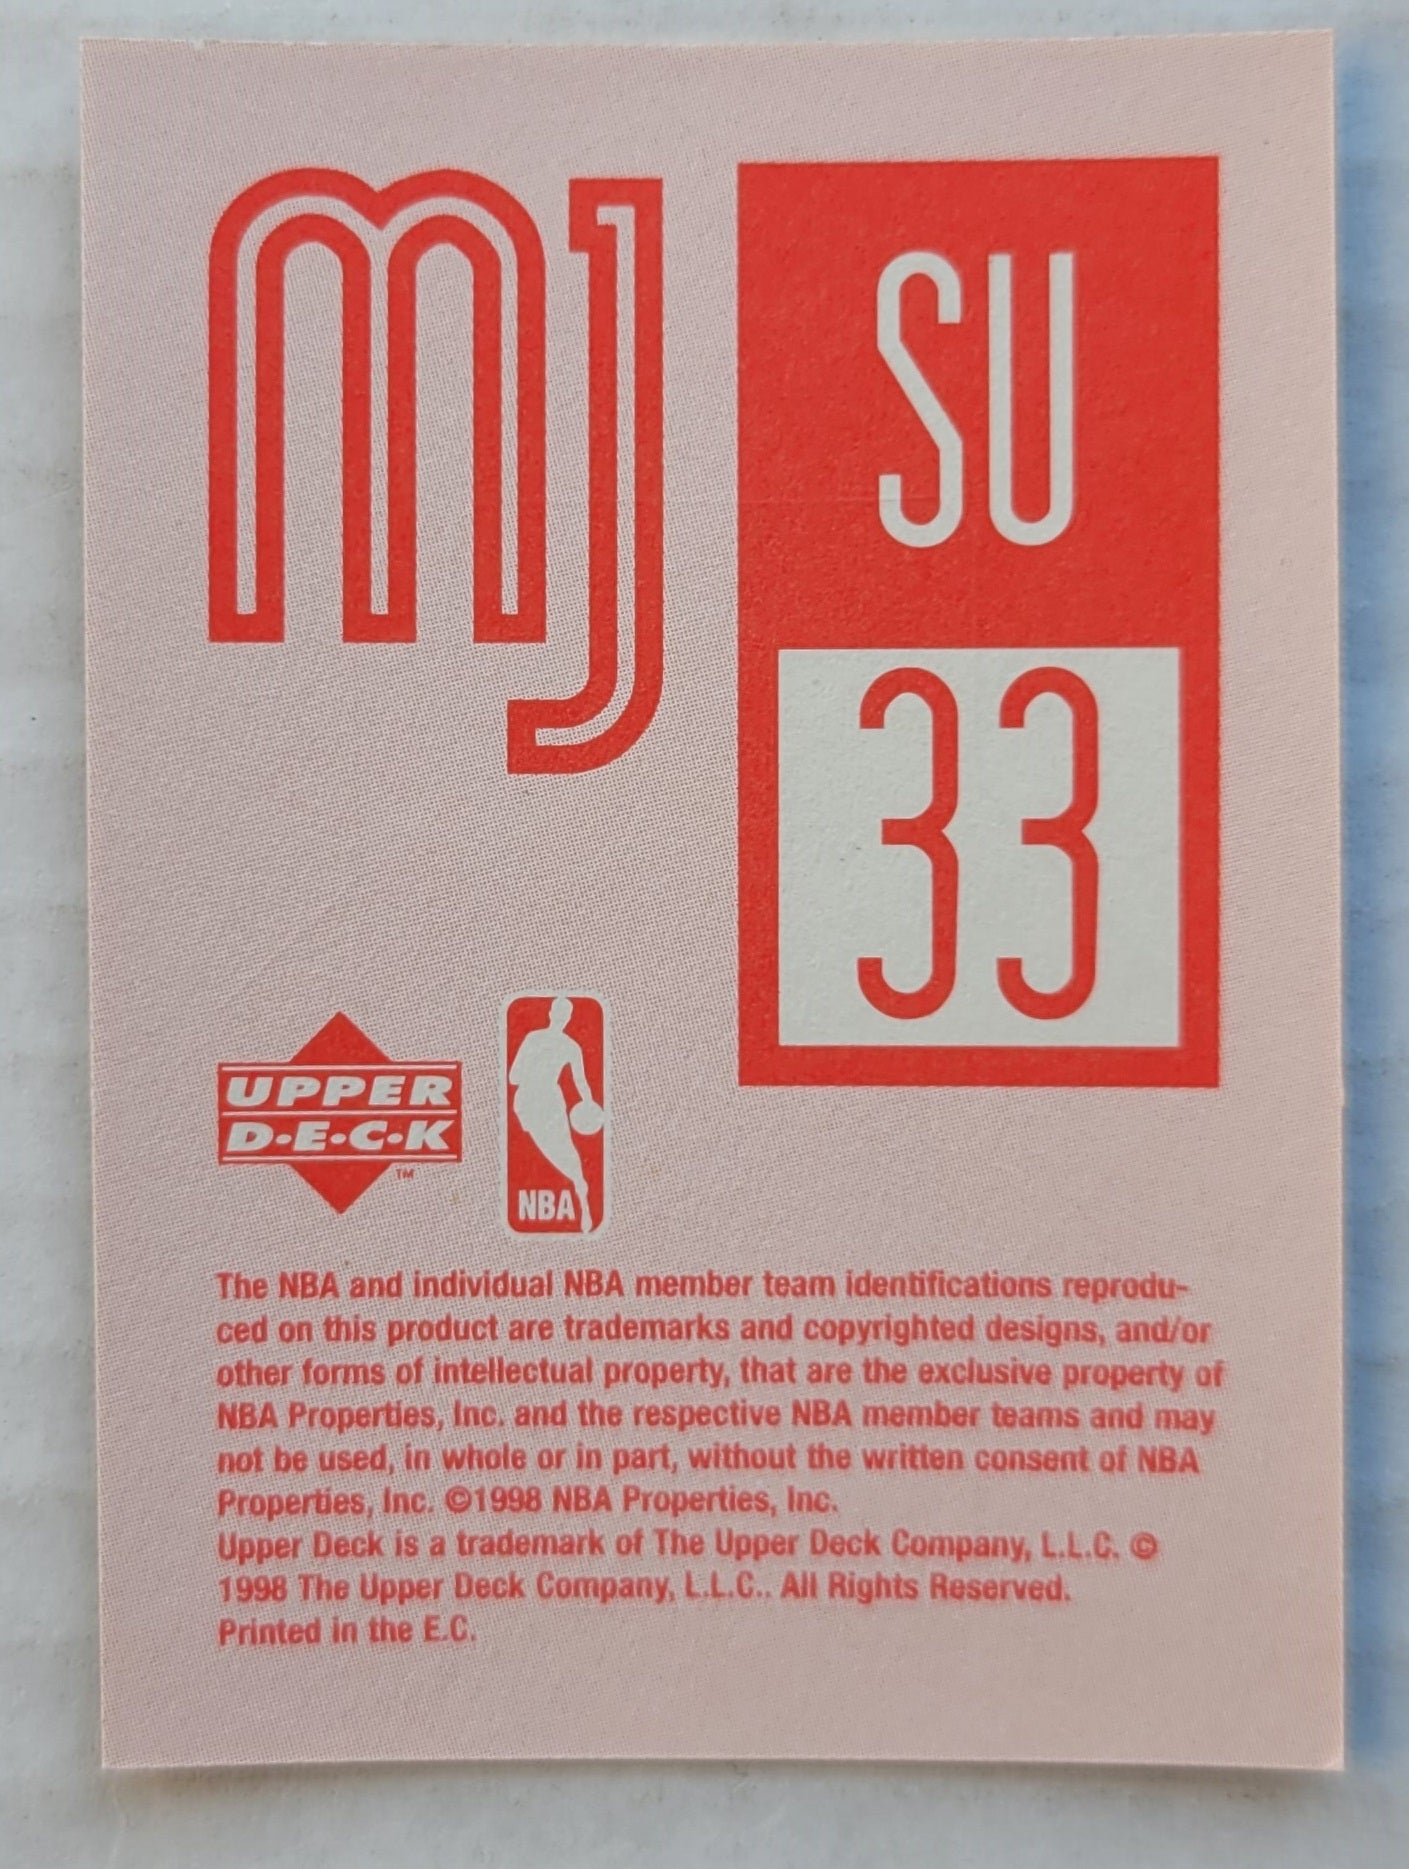 mJ
SU
33
UPPER
D•E•C•K
™
NBA
The NBA and individual NBA member team identifications reprodu-
ced on this product are trademarks and copyrighted designs, and/or
other forms of intellectual property, that are the exclusive property of
NBA Properties, Inc. and the respective NBA member teams and may
not be used, in whole or in part, without the written consent of NBA
Properties, Inc. ©1998 NBA Properties, Inc.
Upper Deck is a trademark of The Upper Deck Company, L.L.C. ©
1998 The Upper Deck Company, L.L.C.. All Rights Reserved.
Printed in the E.C.